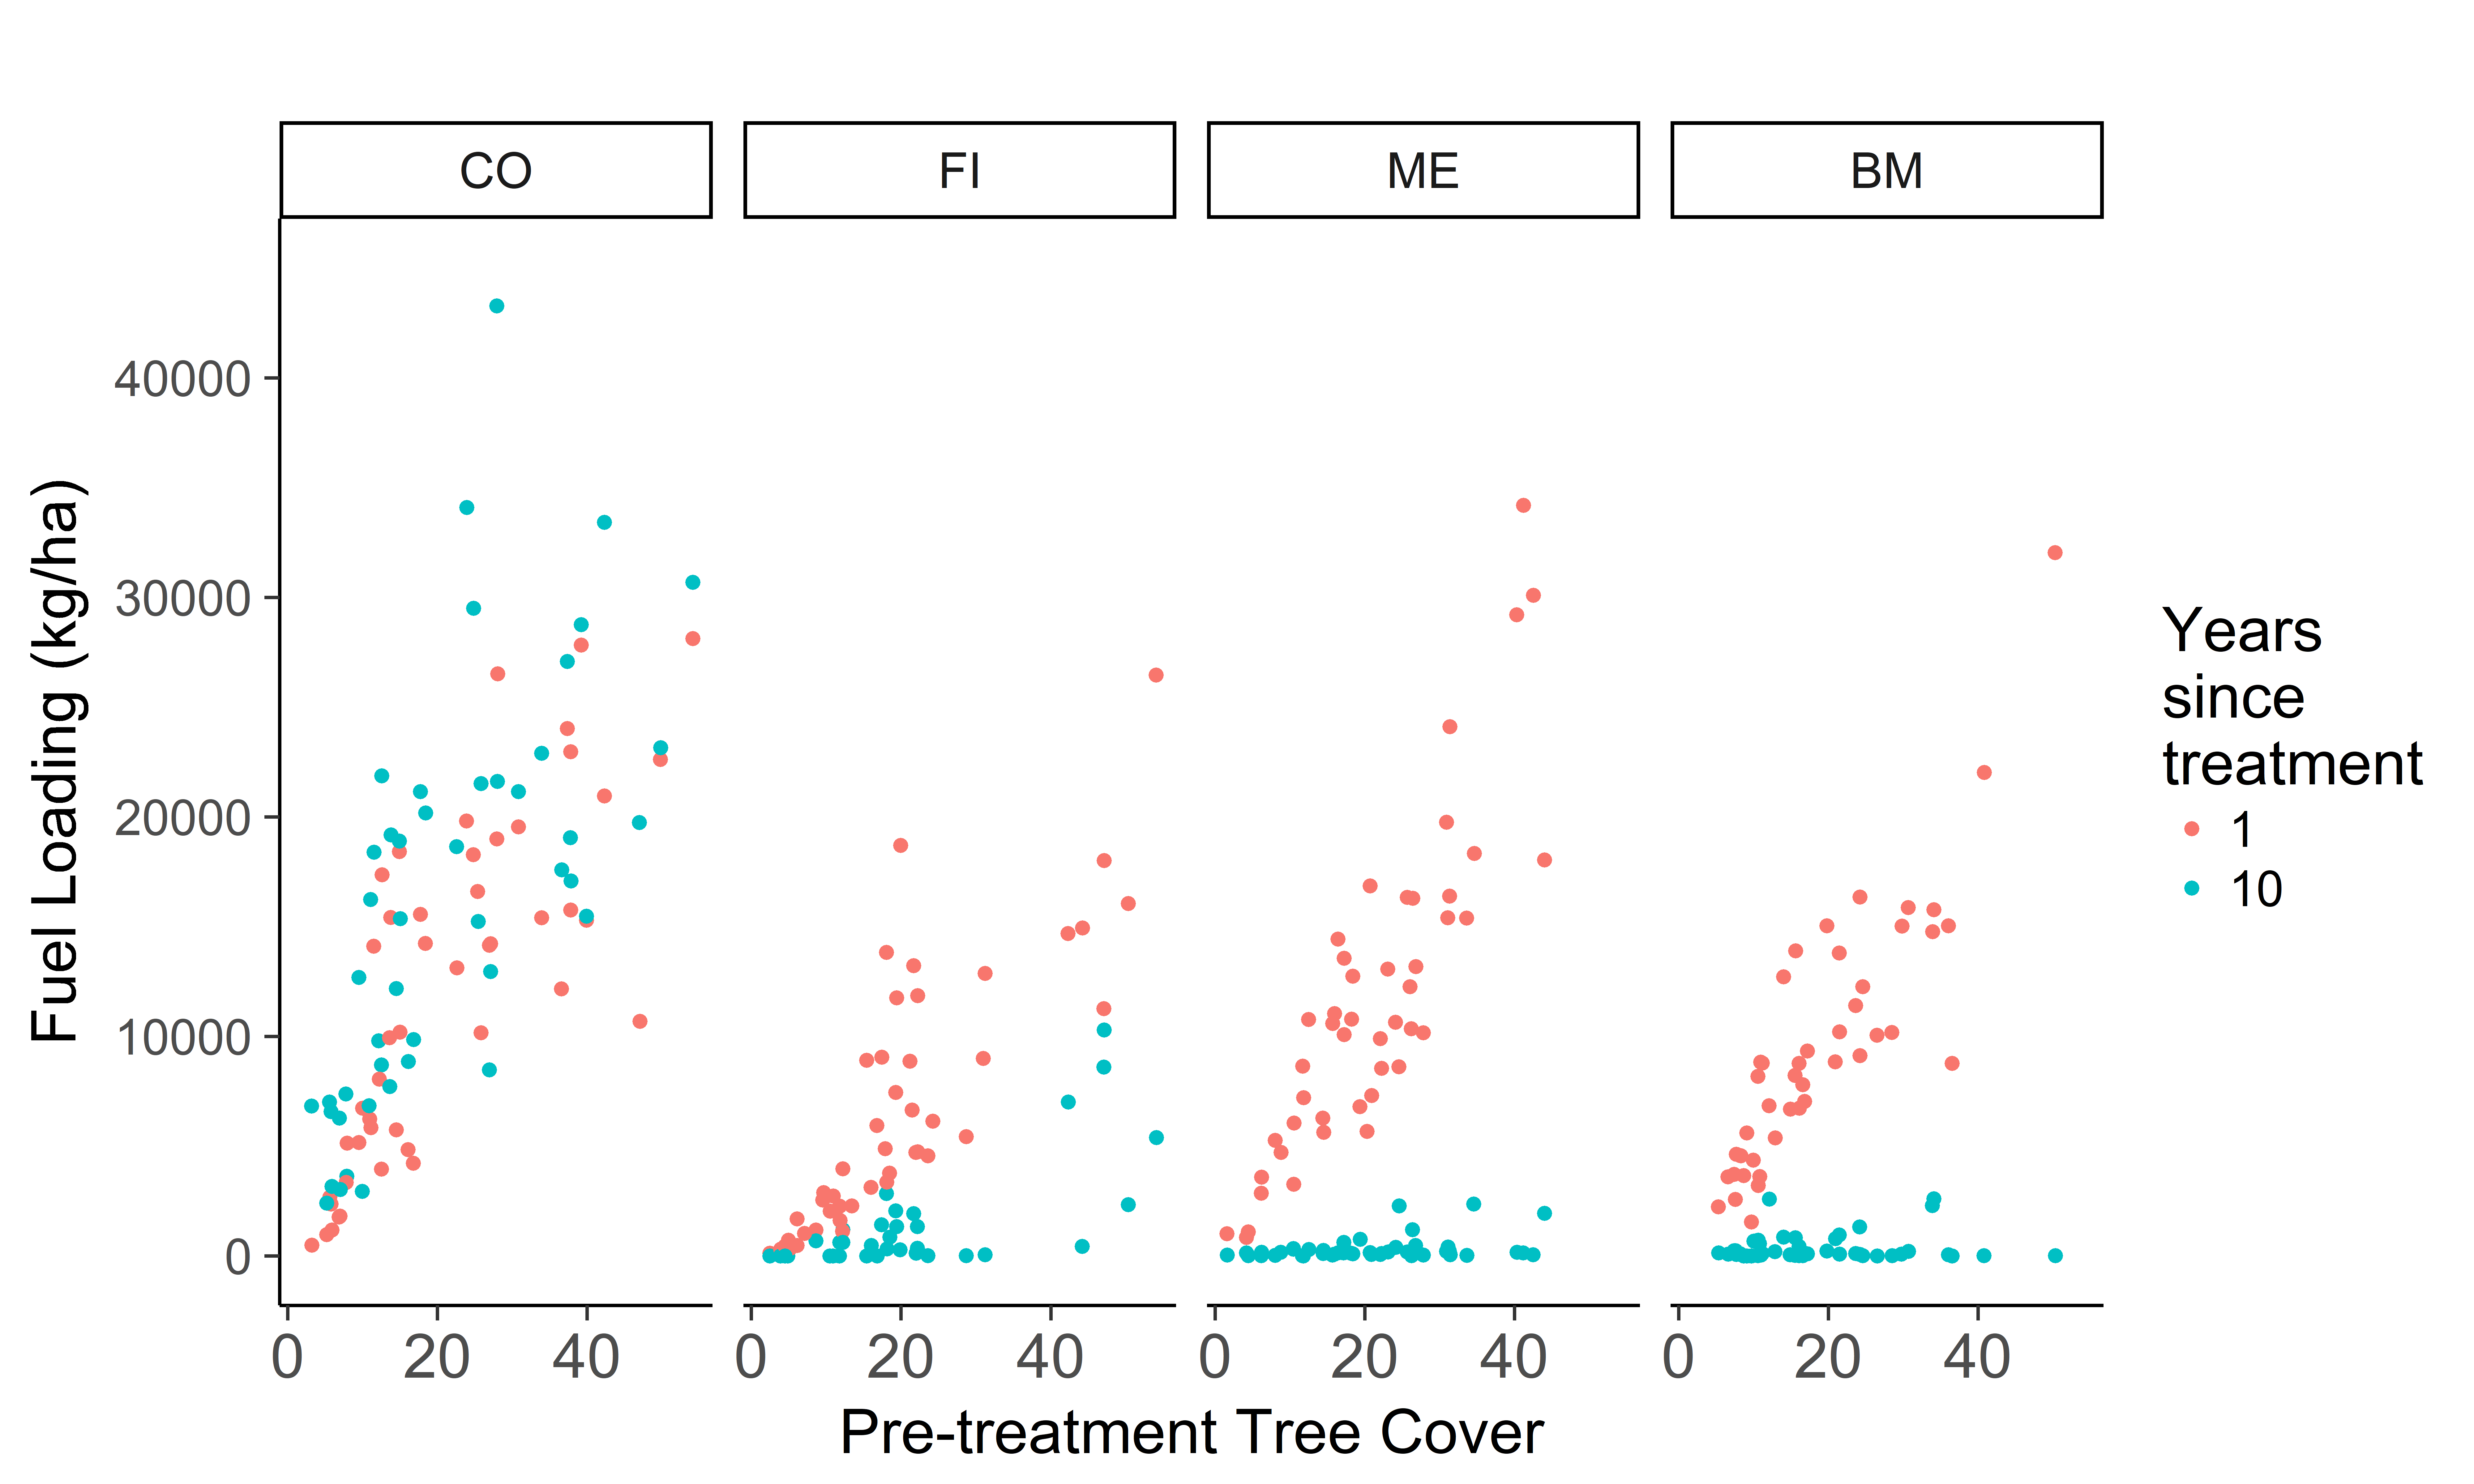 CO FI ME BM
40000
30000
20000
10000
0
Fuel Loading (kg/ha)
0 20 40 0 20 40 0 20 40 0 20 40
Pre-treatment Tree Cover
Years
since
treatment
1
10